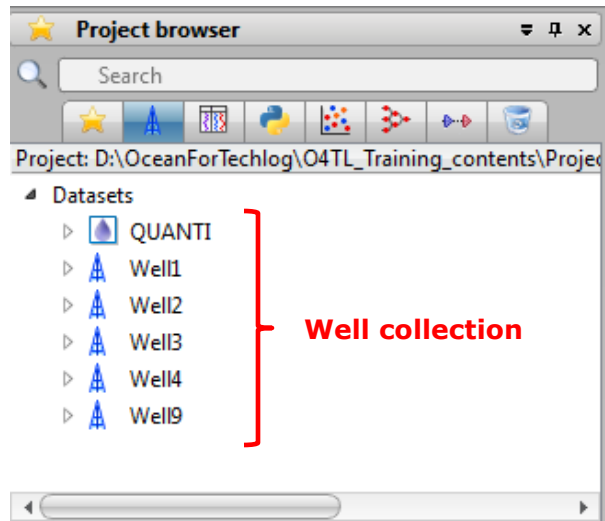 Project browser
Search
Project: D:\OceanForTechlog\O4TL_Training_contents\Projec
Datasets
QUANTI
Well1
Well2
Well3
Well4
Well9
Well collection